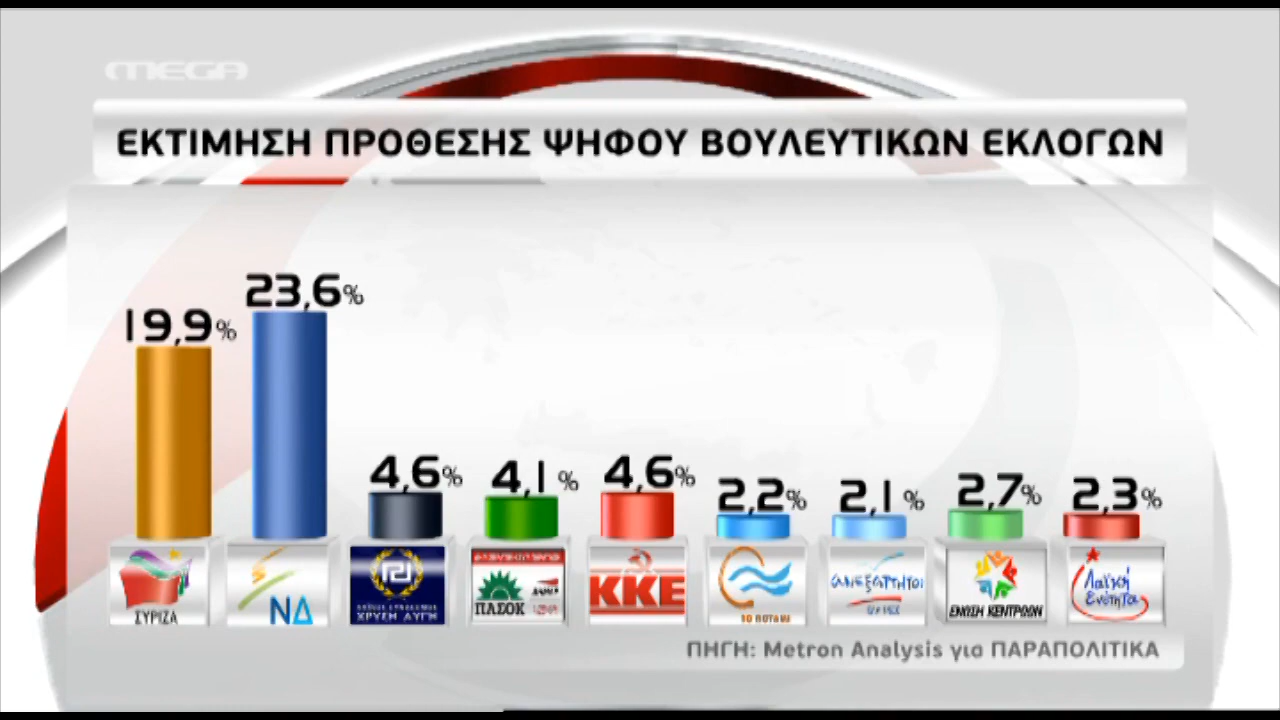 MEGA
ΕΚΤΙΜΗΣΗ ΠΡΟΘΕΣΗΣ ΨΗΦΟΥ ΒΟΥΛΕΥΤΙΚΩΝ ΕΚΛΟΓΩΝ
19,9% 23,6% 4,6% 4,1% 4,6% 2,2% 2,1% 2,7% 2,3%
ΣΥΡΙΖΑ
ΝΔ
ΧΡΥΣΗ ΑΥΓΗ
ΠΑΣΟΚ
ΚΚΕ
ΤΟ ΠΟΤΑΜΙ
ΑΝΕΞΑΡΤΗΤΟΙ
ΕΝΩΣΗ ΚΕΝΤΡΩΩΝ
Λαϊκή
Ενότητα
ΠΗΓΗ: Metron Analysis για ΠΑΡΑΠΟΛΙΤΙΚΑ